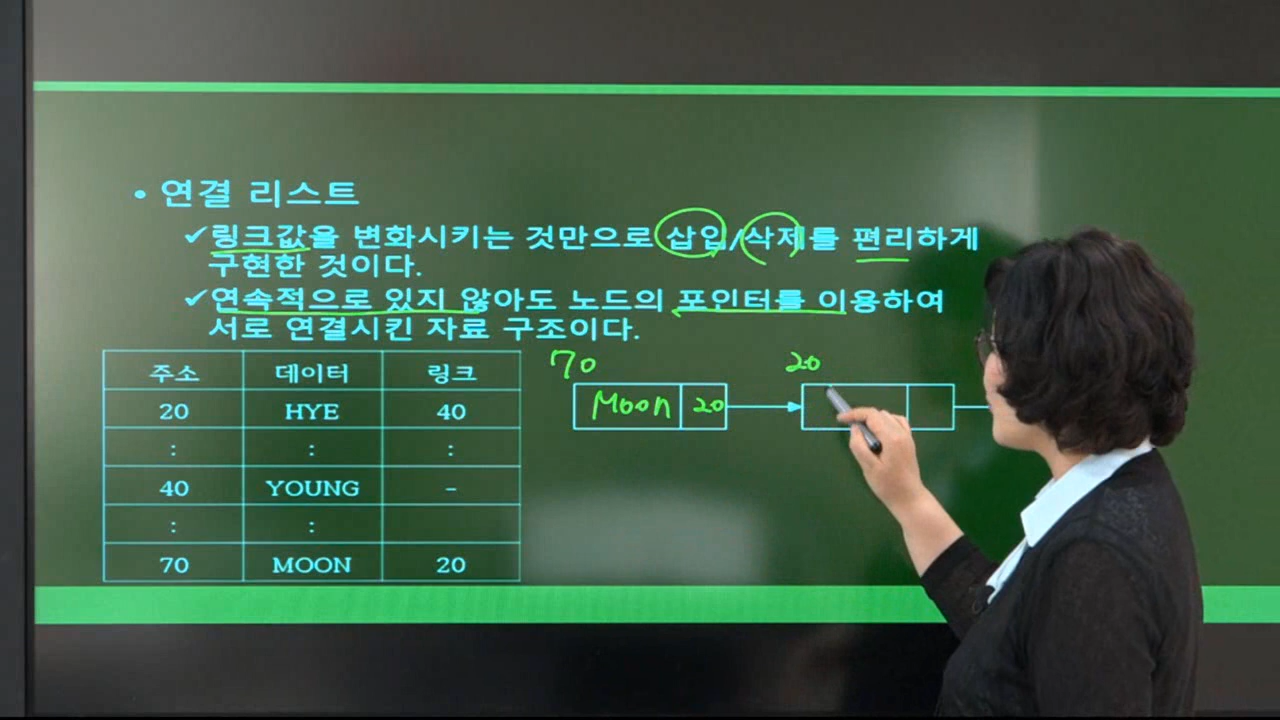 • 연결 리스트
✓링크값을 변화시키는 것만으로 삽입/삭제를 편리하게
구현한 것이다.
✓연속적으로 있지 않아도 노드의 포인터를 이용하여
서로 연결시킨 자료 구조이다.
주소 데이터 링크
20 HYE 40
: : :
40 YOUNG -
: :
70 MOON 20
70 20
Moon 20